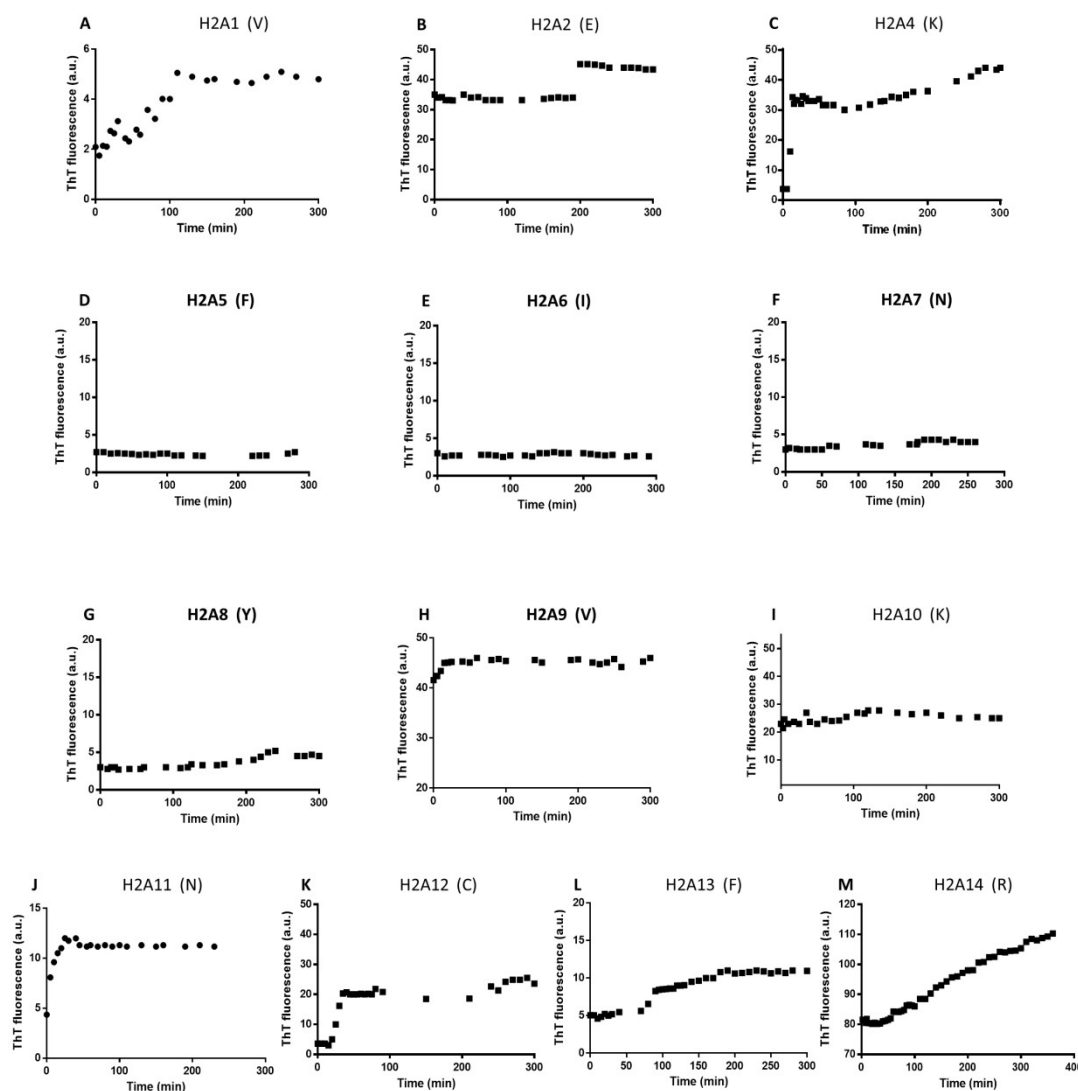 A H2A1 (V)
ThT fluorescence (a.u.)
6
4
2
0
0 100 200 300
Time (min)
B H2A2 (E)
ThT fluorescence (a.u.)
50
40
30
20
10
0
0 100 200 300
Time (min)
C H2A4 (K)
ThT fluorescence (a.u.)
50
40
30
20
10
0
0 100 200 300
Time (min)
D H2A5 (F)
ThT fluorescence (a.u.)
20
15
10
5
0
0 100 200 300
Time (min)
E H2A6 (I)
ThT fluorescence (a.u.)
20
15
10
5
0
0 100 200 300
Time (min)
F H2A7 (N)
ThT fluorescence (a.u.)
20
15
10
5
0
0 50 100 150 200 250 300
Time (min)
G H2A8 (Y)
ThT fluorescence (a.u.)
20
15
10
5
0
0 100 200 300
Time (min)
H H2A9 (V)
ThT fluorescence (a.u.)
50
40
30
20
0 100 200 300
Time (min)
I H2A10 (K)
ThT fluorescence (a.u.)
50
40
30
20
10
0 100 200 300
Time (min)
J H2A11 (N)
ThT fluorescence (a.u.)
15
10
5
0
0 100 200 300
Time (min)
K H2A12 (C)
ThT fluorescence (a.u.)
50
40
30
20
10
0
0 100 200 300
Time (min)
L H2A13 (F)
ThT fluorescence (a.u.)
20
15
10
5
0
0 50 100 150 200 250 300
Time (min)
M H2A14 (R)
ThT fluorescence (a.u.)
120
110
100
90
80
70
0 100 200 300 400
Time (min)